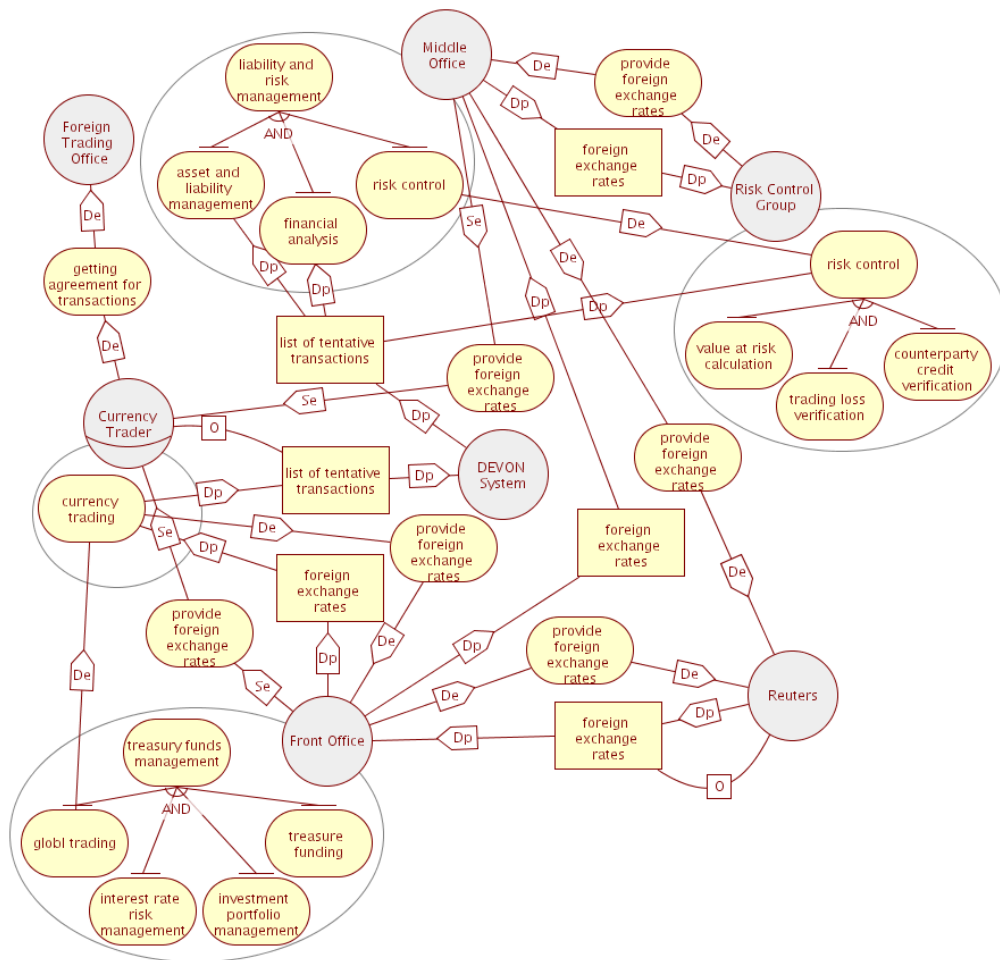 Middle
Office
liability and
risk
management
De
provide
foreign
exchange
rates
Dp
De
Foreign
Trading
Office
AND
foreign
exchange
rates
asset and
liability
management
risk control
Dp
Risk Control
Group
De
financial
analysis
Se
De
De
risk control
getting
agreement for
transactions
Dp
Dp
Dp
Dp
AND
De
list of tentative
transactions
value at risk
calculation
counterparty
credit
verification
provide
foreign
exchange
rates
trading loss
verification
Se
Currency
Trader
O
Dp
provide
foreign
exchange
rates
list of tentative
transactions
Dp
Dp
DEVON
System
currency
trading
Se
De
Dp
provide
foreign
exchange
rates
foreign
exchange
rates
foreign
exchange
rates
De
provide
foreign
exchange
rates
Dp
De
Dp
provide
foreign
exchange
rates
De
Se
De
De
Reuters
Front Office
Dp
foreign
exchange
rates
Dp
treasury funds
management
O
AND
globl trading
treasure
funding
interest rate
risk
management
investment
portfolio
management